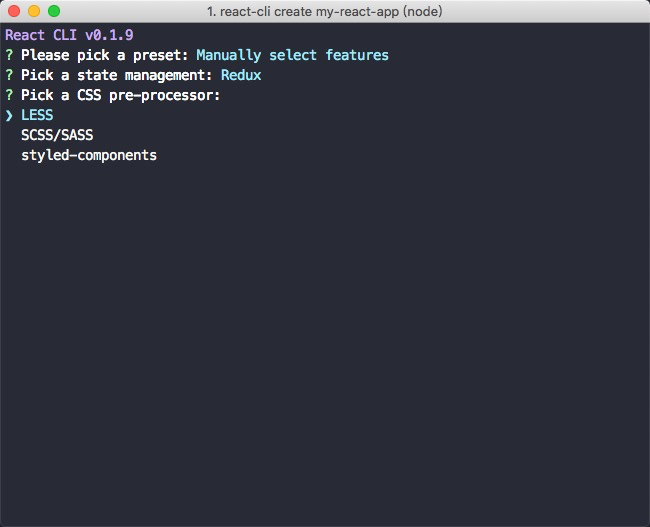 1. react-cli create my-react-app (node)
React CLI v0.1.9
? Please pick a preset: Manually select features
? Pick a state management: Redux
? Pick a CSS pre-processor:
❯ LESS
SCSS/SASS
styled-components